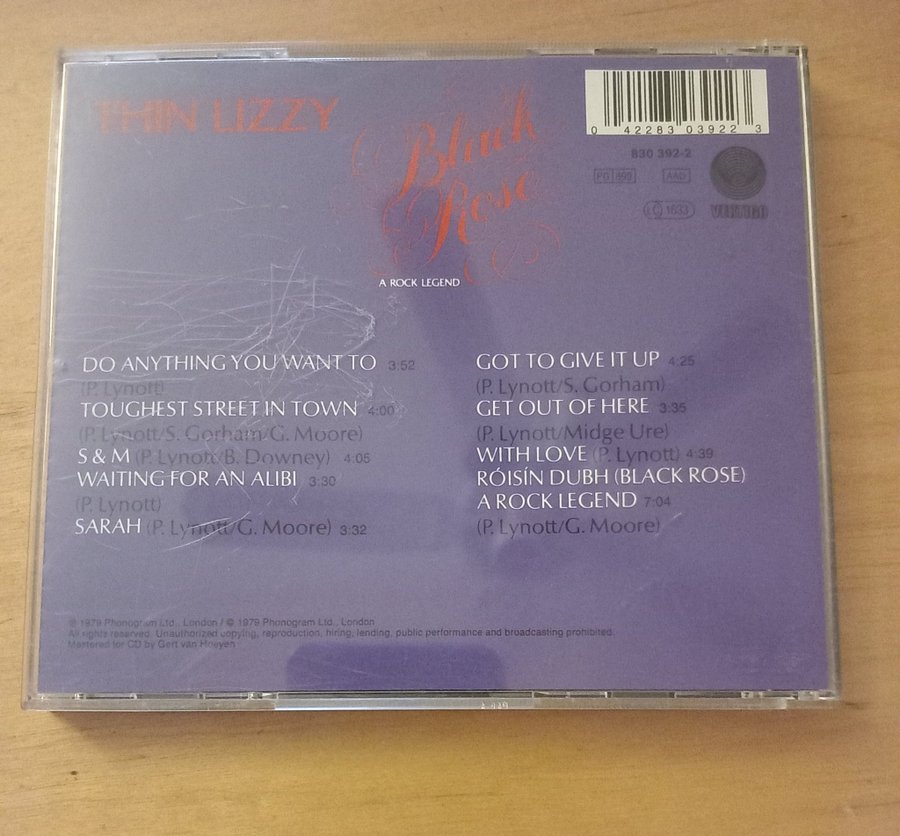 THIN LIZZY
Black
Rose
A ROCK LEGEND
0 42283 03922 3
830 392-2
PG 899 AAD
LC 1633
VERTIGO
DO ANYTHING YOU WANT TO 3:52
(P. Lynott)
TOUGHEST STREET IN TOWN 4:00
(P. Lynott/S. Gorham/G. Moore)
S & M (P. Lynott/B. Downey) 4:05
WAITING FOR AN ALIBI 3:30
(P. Lynott)
SARAH (P. Lynott/G. Moore) 3:32
GOT TO GIVE IT UP 4:25
(P. Lynott/S. Gorham)
GET OUT OF HERE 3:35
(P. Lynott/Midge Ure)
WITH LOVE (P. Lynott) 4:39
RÓISÍN DUBH (BLACK ROSE)
A ROCK LEGEND 7:04
(P. Lynott/G. Moore)
℗ 1979 Phonogram Ltd., London / © 1979 Phonogram Ltd., London
All rights reserved. Unauthorized copying, reproduction, hiring, lending, public performance and broadcasting prohibited.
Mastered for CD by Gert van Hoeyen